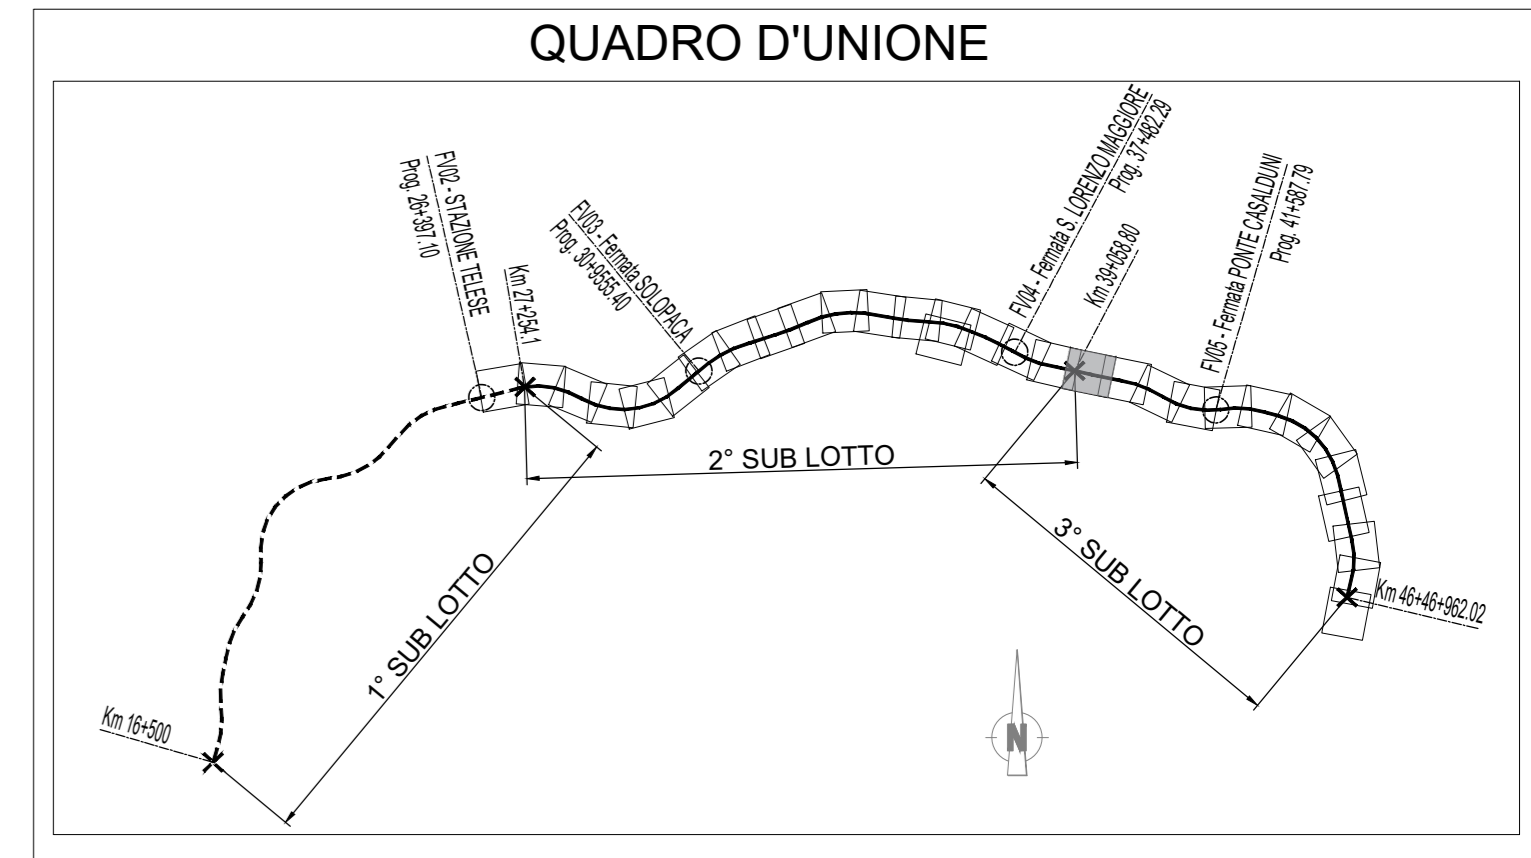 QUADRO D'UNIONE
FV02 - STAZIONE TELESE
Prog. 26+397.10
Km 27+254.1
FV03 - Fermata SOLOPACA
Prog. 30+9555.40
FV04 - Fermata S. LORENZO MAGGIORE
Prog. 37+482.29
Km 39+058.80
FV05 - Fermata PONTE CASALDUNI
Prog. 41+587.79
2° SUB LOTTO
1° SUB LOTTO
3° SUB LOTTO
Km 46+46+962.02
Km 16+500
N